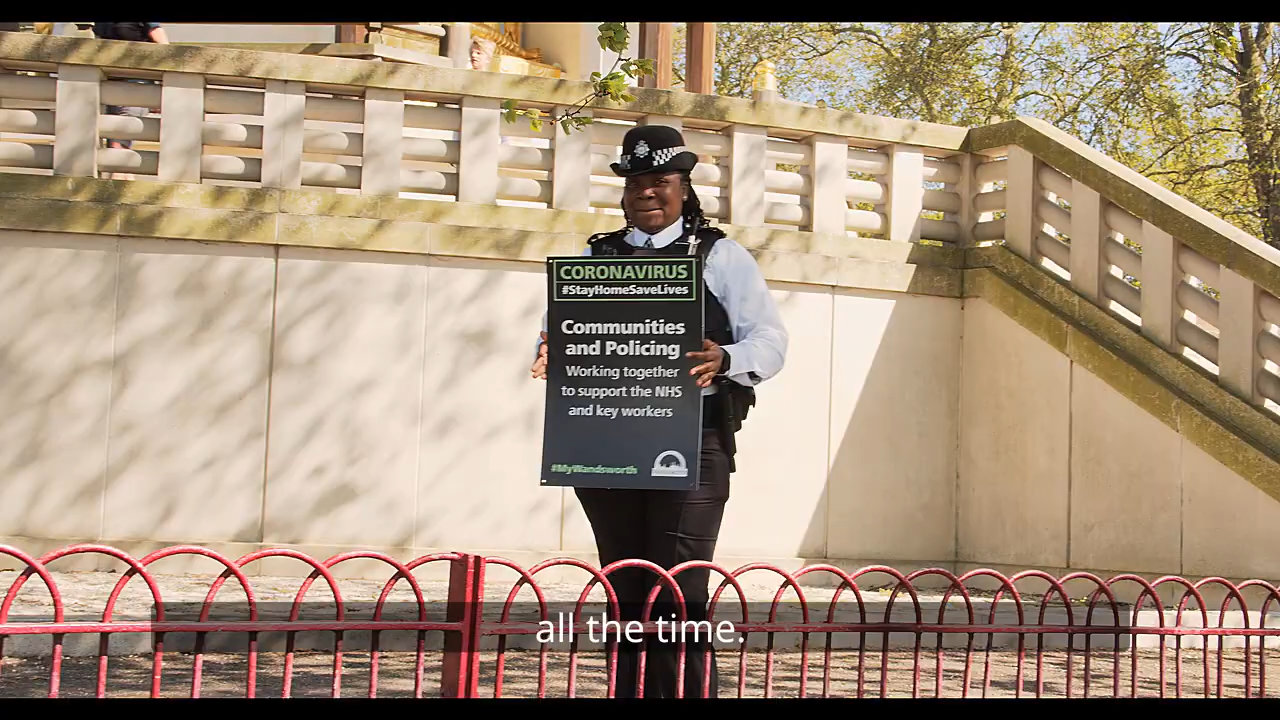 CORONAVIRUS
#StayHomeSaveLives
Communities
and Policing
Working together
to support the NHS
and key workers
#MyWandsworth
all the time.